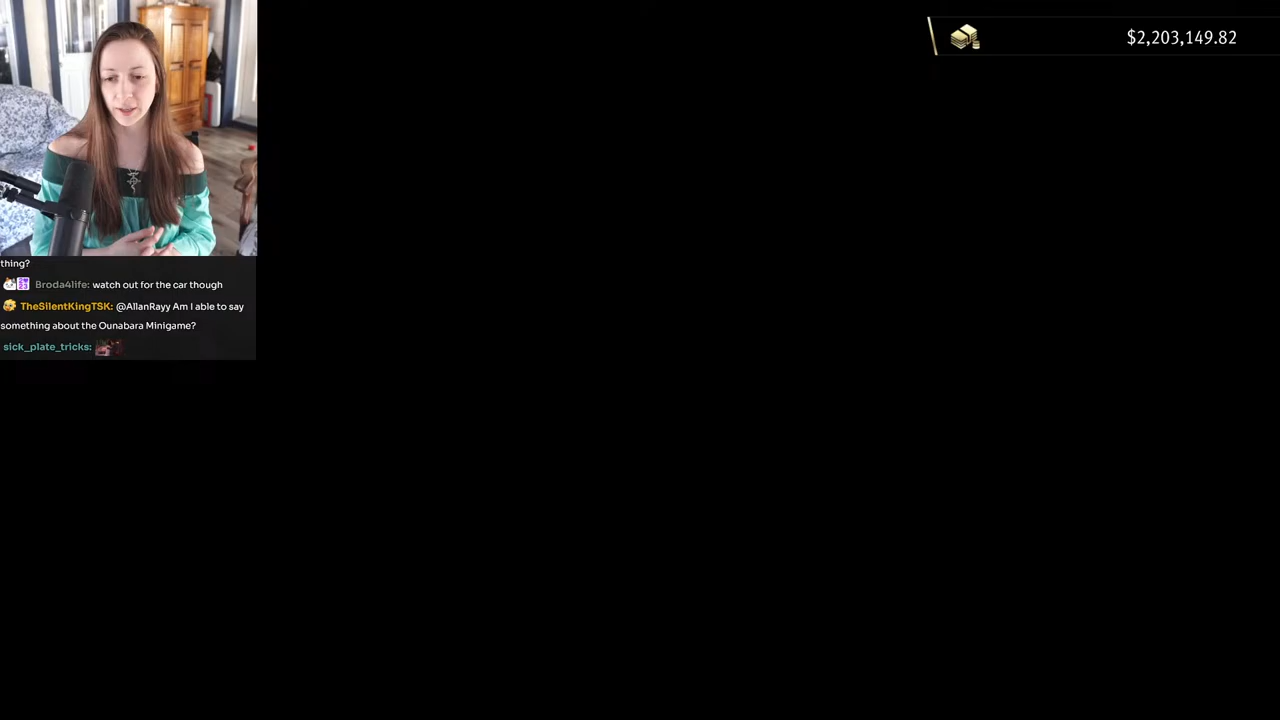 $2,203,149.82
thing?
Broda4life: watch out for the car though
TheSilentKingTSK: @AllanRayy Am I able to say
something about the Ounabara Minigame?
sick_plate_tricks: